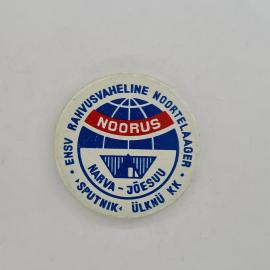 · ENSV RAHVUSVAHELINE NOORTELAAGER ·
NOORUS
NARVA-JÕESUU
"SPUTNIK" ÜLKNÜ KK